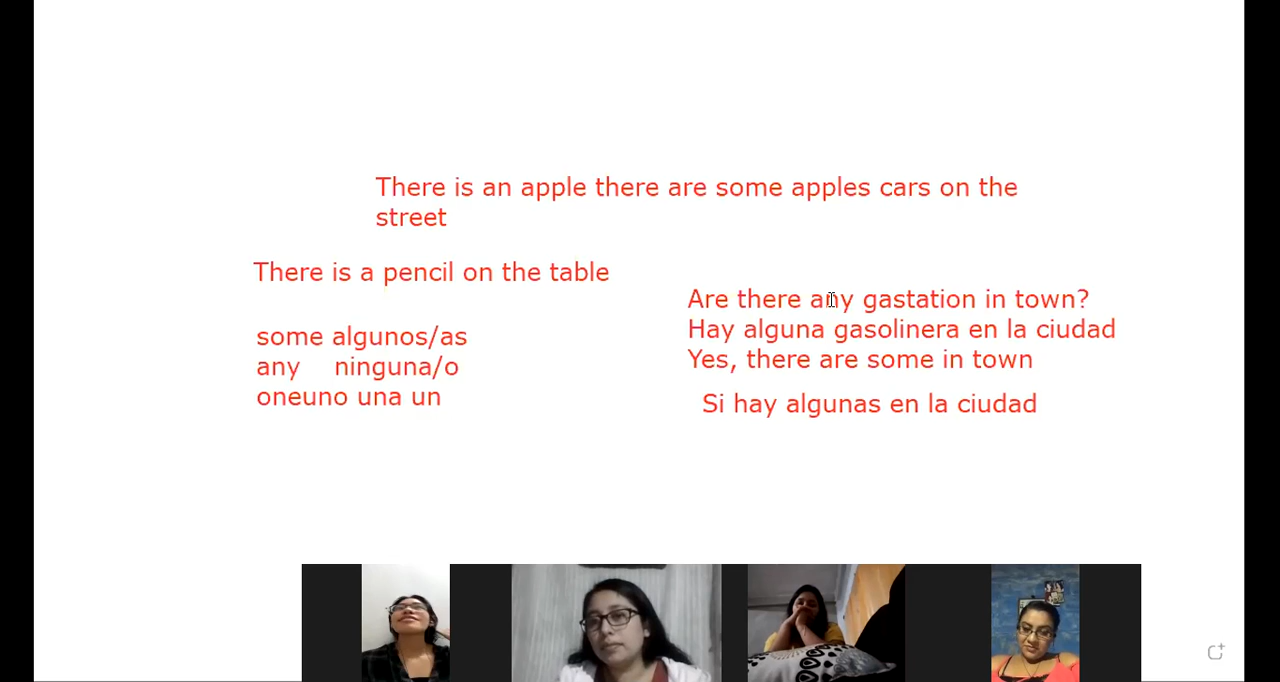 There is an apple there are some apples cars on the
street
There is a pencil on the table
some algunos/as
any ninguna/o
oneuno una un
Are there any gastation in town?
Hay alguna gasolinera en la ciudad
Yes, there are some in town
Si hay algunas en la ciudad